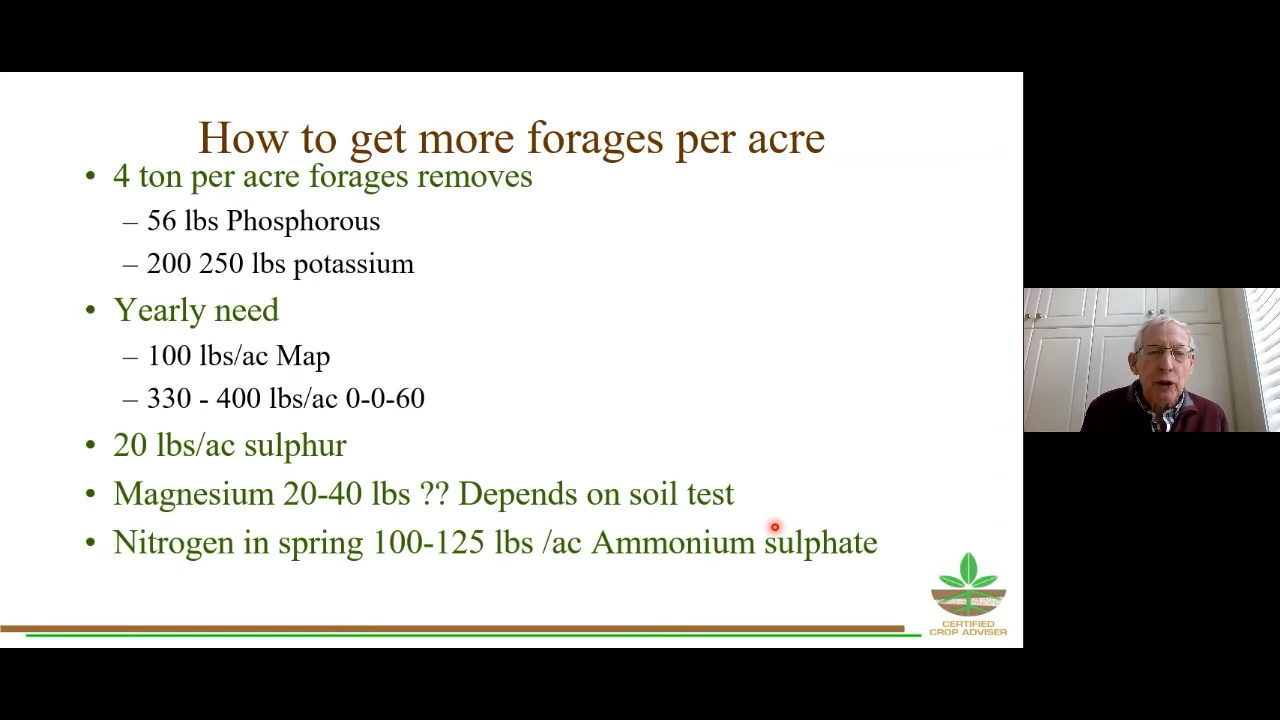 How to get more forages per acre
• 4 ton per acre forages removes
– 56 lbs Phosphorous
– 200 250 lbs potassium
• Yearly need
– 100 lbs/ac Map
– 330 - 400 lbs/ac 0-0-60
• 20 lbs/ac sulphur
• Magnesium 20-40 lbs ?? Depends on soil test
• Nitrogen in spring 100-125 lbs /ac Ammonium sulphate
CERTIFIED
CROP ADVISER